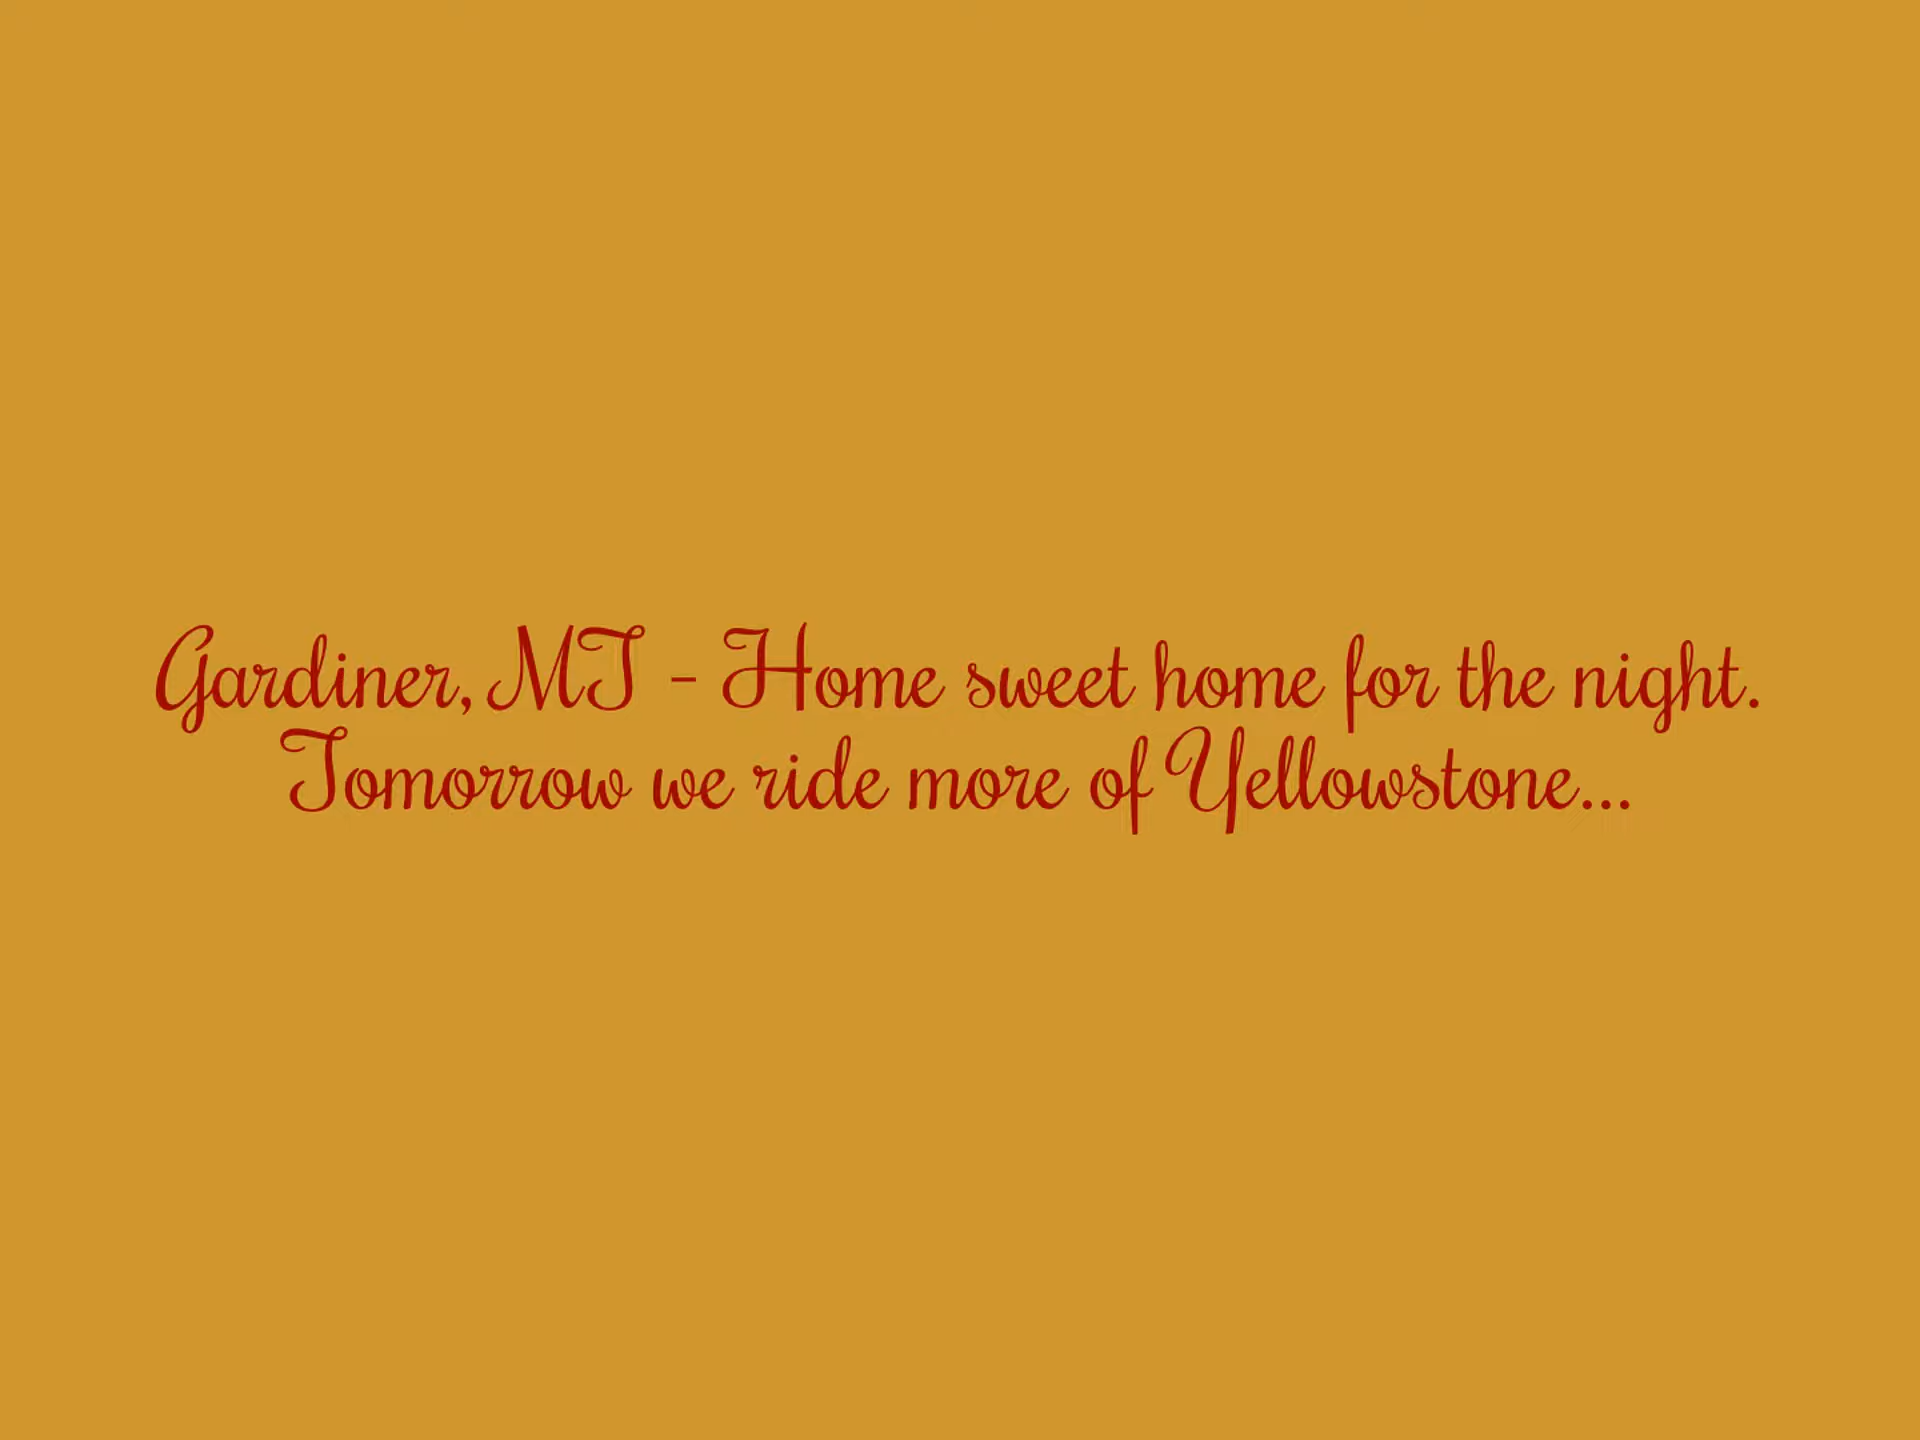 Gardiner, MT - Home sweet home for the night.
Tomorrow we ride more of Yellowstone...